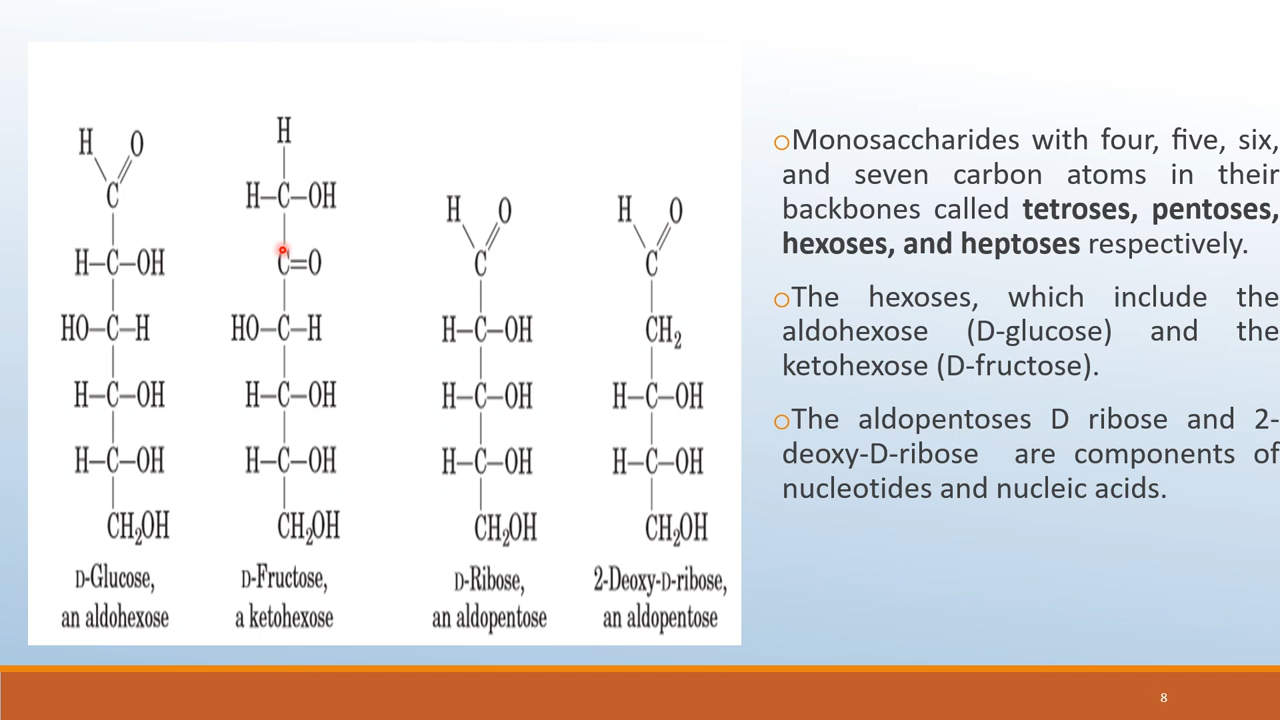 H O
C
H–C–OH
HO–C–H
H–C–OH
H–C–OH
CH₂OH
D-Glucose,
an aldohexose
H
H–C–OH
C=O
HO–C–H
H–C–OH
H–C–OH
CH₂OH
D-Fructose,
a ketohexose
H O
C
H–C–OH
H–C–OH
H–C–OH
CH₂OH
D-Ribose,
an aldopentose
H O
C
CH₂
H–C–OH
H–C–OH
CH₂OH
2-Deoxy-D-ribose,
an aldopentose
Monosaccharides with four, five, six,
and seven carbon atoms in their
backbones called tetroses, pentoses,
hexoses, and heptoses respectively.
The hexoses, which include the
aldohexose (D-glucose) and the
ketohexose (D-fructose).
The aldopentoses D ribose and 2-
deoxy-D-ribose are components of
nucleotides and nucleic acids.
8